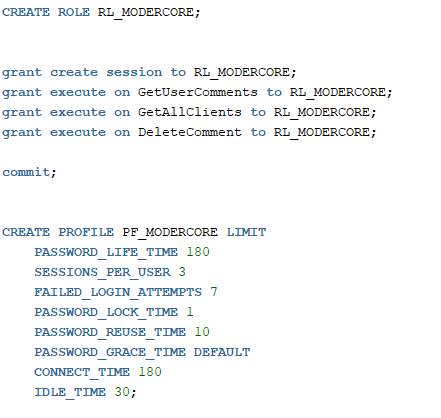 CREATE ROLE RL_MODERCORE;
grant create session to RL_MODERCORE;
grant execute on GetUserComments to RL_MODERCORE;
grant execute on GetAllClients to RL_MODERCORE;
grant execute on DeleteComment to RL_MODERCORE;
commit;
CREATE PROFILE PF_MODERCORE LIMIT
PASSWORD_LIFE_TIME 180
SESSIONS_PER_USER 3
FAILED_LOGIN_ATTEMPTS 7
PASSWORD_LOCK_TIME 1
PASSWORD_REUSE_TIME 10
PASSWORD_GRACE_TIME DEFAULT
CONNECT_TIME 180
IDLE_TIME 30;